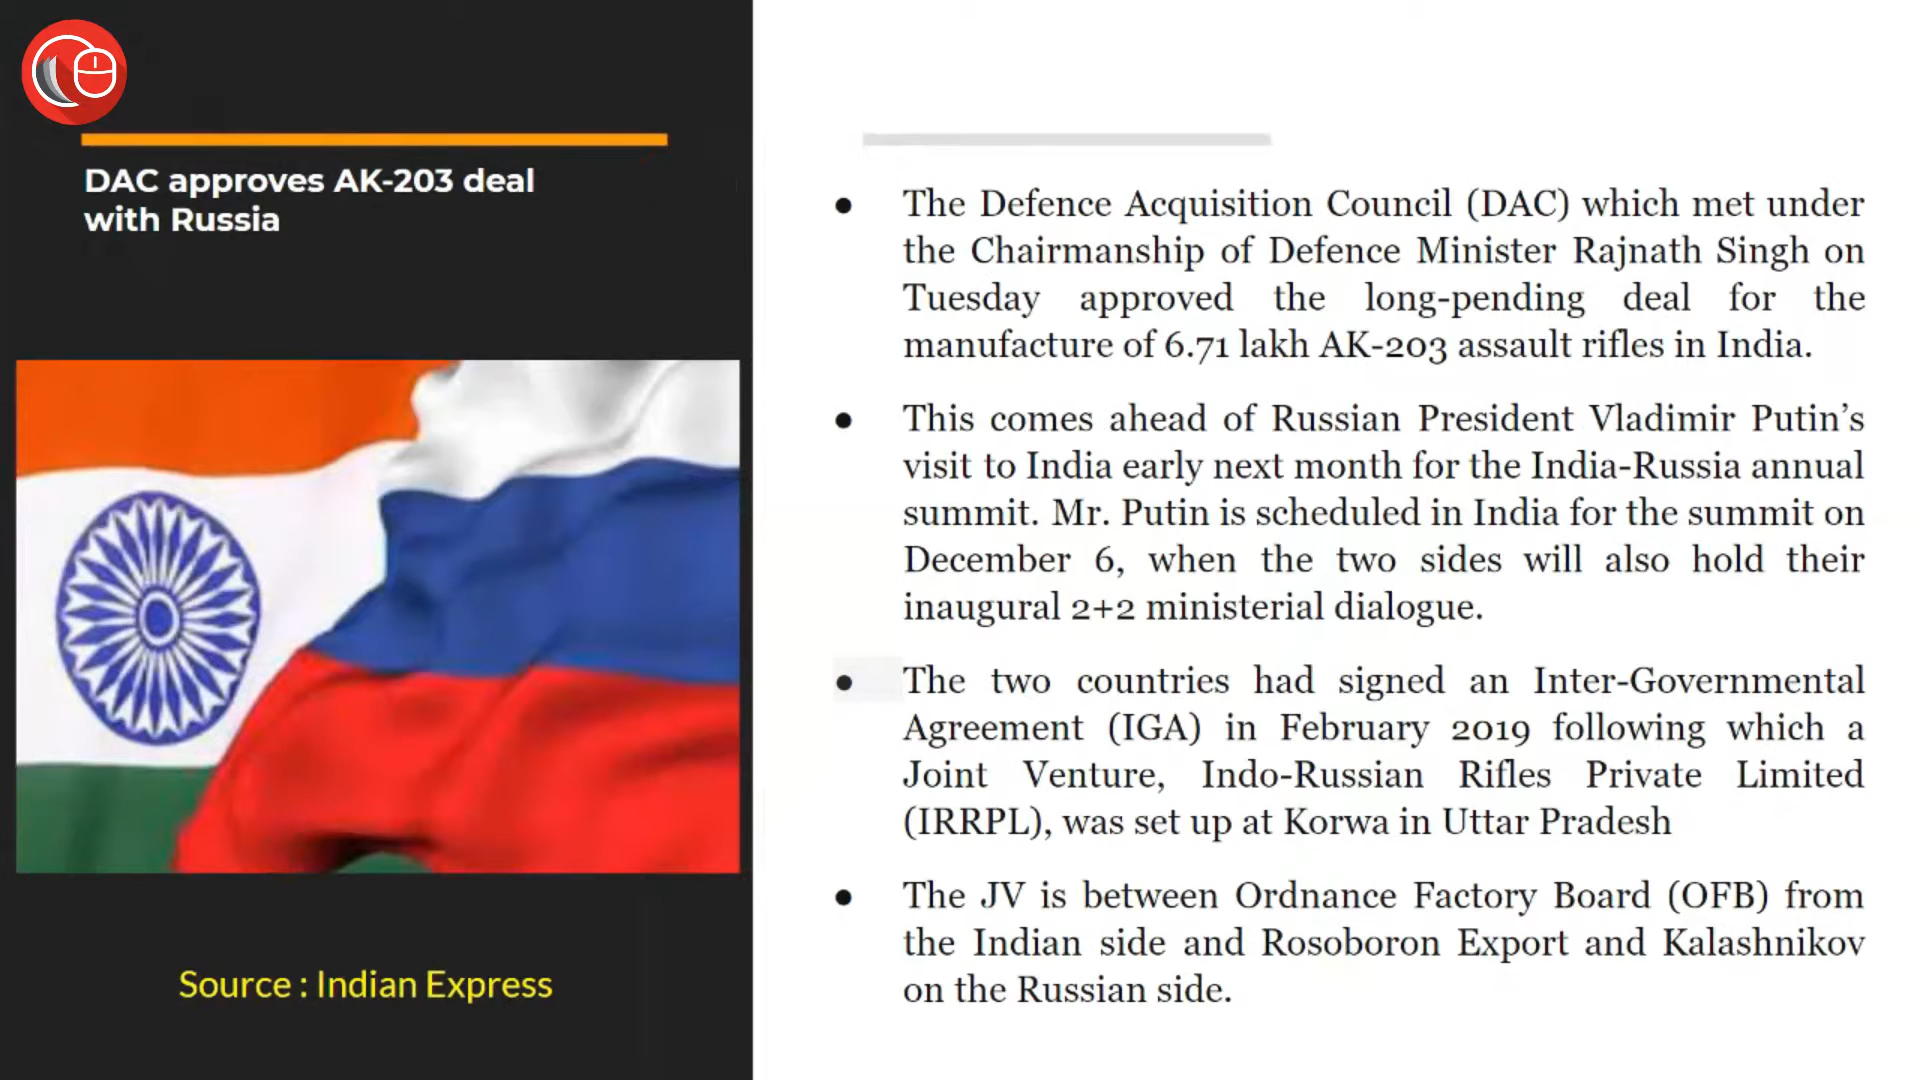 DAC approves AK-203 deal
with Russia
Source : Indian Express
● The Defence Acquisition Council (DAC) which met under
the Chairmanship of Defence Minister Rajnath Singh on
Tuesday approved the long-pending deal for the
manufacture of 6.71 lakh AK-203 assault rifles in India.
● This comes ahead of Russian President Vladimir Putin’s
visit to India early next month for the India-Russia annual
summit. Mr. Putin is scheduled in India for the summit on
December 6, when the two sides will also hold their
inaugural 2+2 ministerial dialogue.
● The two countries had signed an Inter-Governmental
Agreement (IGA) in February 2019 following which a
Joint Venture, Indo-Russian Rifles Private Limited
(IRRPL), was set up at Korwa in Uttar Pradesh
● The JV is between Ordnance Factory Board (OFB) from
the Indian side and Rosoboron Export and Kalashnikov
on the Russian side.